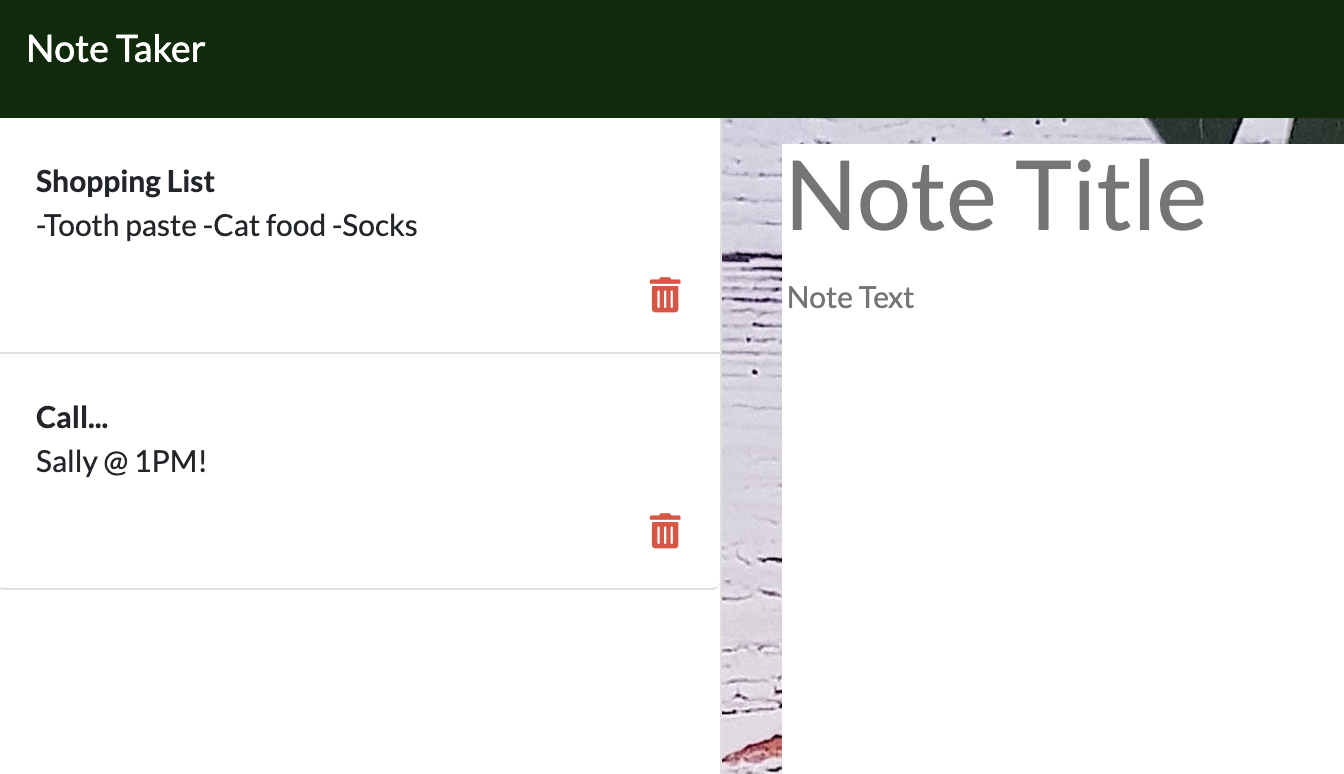 Note Taker
Shopping List
-Tooth paste -Cat food -Socks
Call...
Sally @ 1PM!
Note Title
Note Text